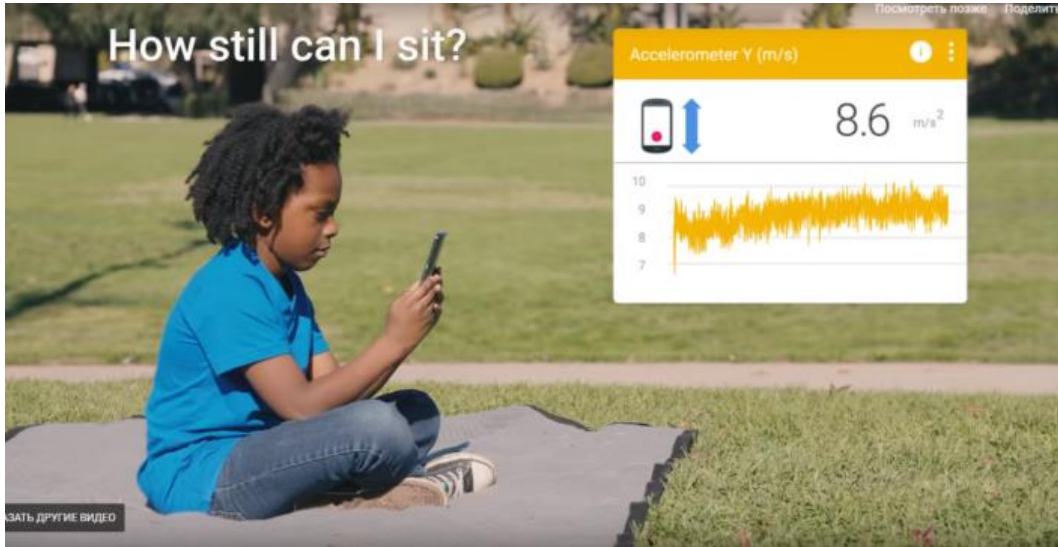 Посмотреть позже
Поделит
How still can I sit?
Accelerometer Y (m/s)
8.6 m/s²
10
9
8
7
АЗАТЬ ДРУГИЕ ВИДЕО